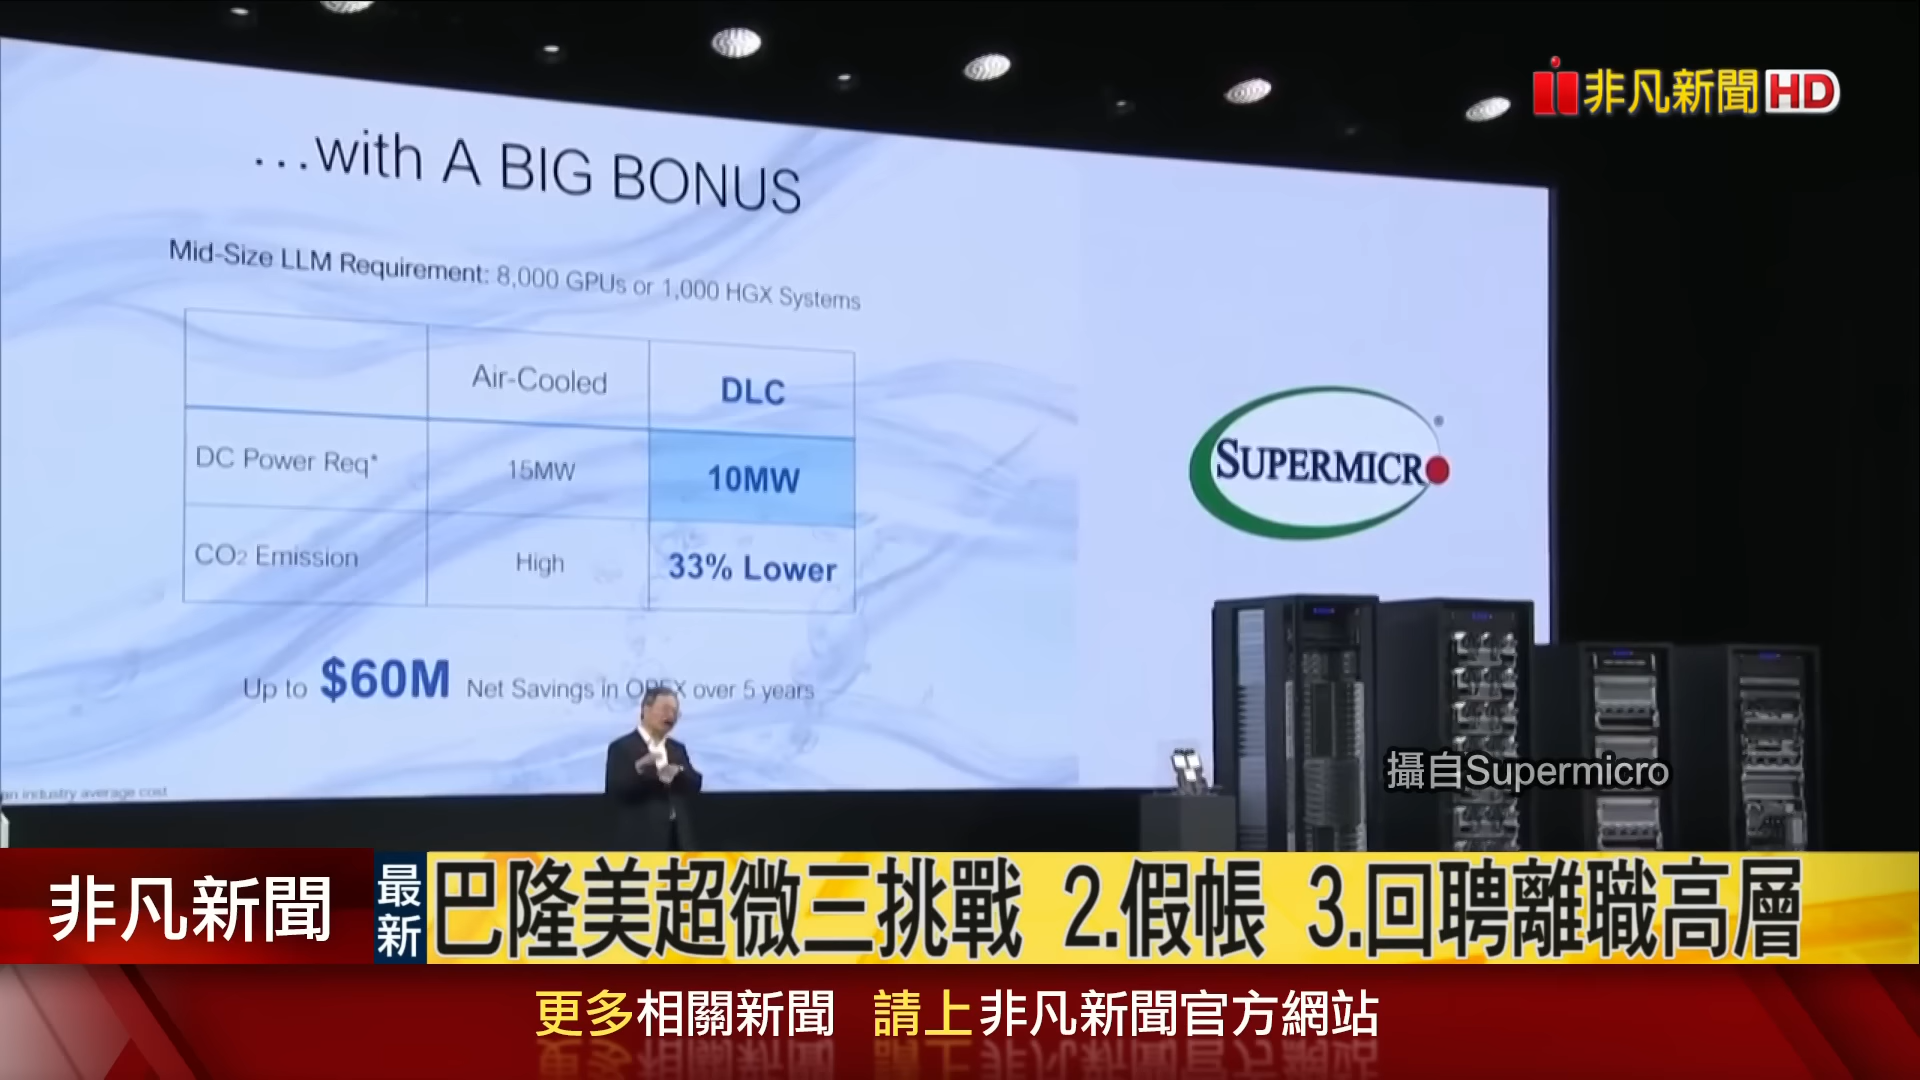 非凡新聞HD
...with A BIG BONUS
Mid-Size LLM Requirement: 8,000 GPUs or 1,000 HGX Systems
Air-Cooled DLC
DC Power Req* 15MW 10MW
CO2 Emission High 33% Lower
Up to $60M Net Savings in OPEX over 5 years
an industry average cost
SUPERMICRO
®
攝自Supermicro
非凡新聞
最新
巴隆美超微三挑戰 2.假帳 3.回聘離職高層
更多相關新聞 請上非凡新聞官方網站